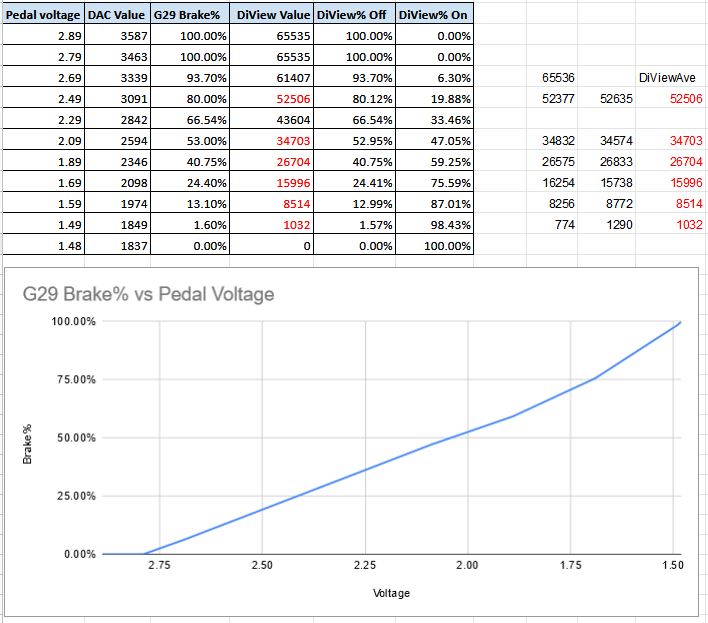 Pedal voltage DAC Value G29 Brake% DiView Value DiView% Off DiView% On
2.89 3587 100.00% 65535 100.00% 0.00%
2.79 3463 100.00% 65535 100.00% 0.00%
2.69 3339 93.70% 61407 93.70% 6.30% 65536 DiViewAve
2.49 3091 80.00% 52506 80.12% 19.88% 52377 52635 52506
2.29 2842 66.54% 43604 66.54% 33.46%
2.09 2594 53.00% 34703 52.95% 47.05% 34832 34574 34703
1.89 2346 40.75% 26704 40.75% 59.25% 26575 26833 26704
1.69 2098 24.40% 15996 24.41% 75.59% 16254 15738 15996
1.59 1974 13.10% 8514 12.99% 87.01% 8256 8772 8514
1.49 1849 1.60% 1032 1.57% 98.43% 774 1290 1032
1.48 1837 0.00% 0 0.00% 100.00%
G29 Brake% vs Pedal Voltage
100.00%
75.00%
50.00%
25.00%
0.00%
Brake%
2.75 2.50 2.25 2.00 1.75 1.50
Voltage